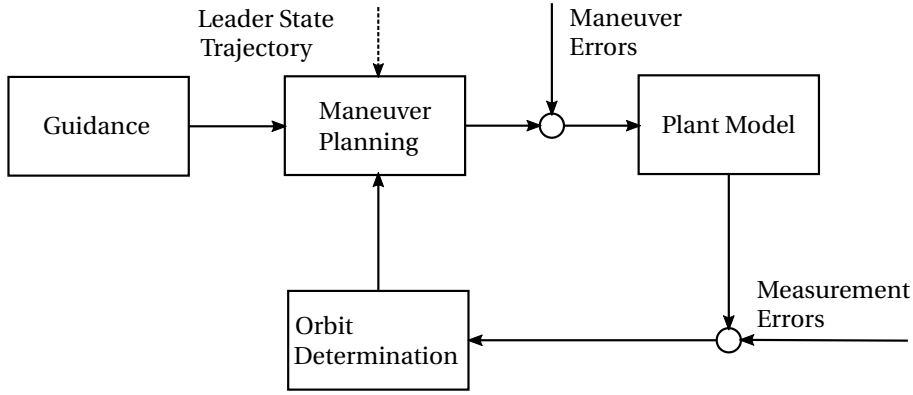 Leader State
Trajectory
Maneuver
Errors
Guidance
Maneuver
Planning
Plant Model
Measurement
Errors
Orbit
Determination